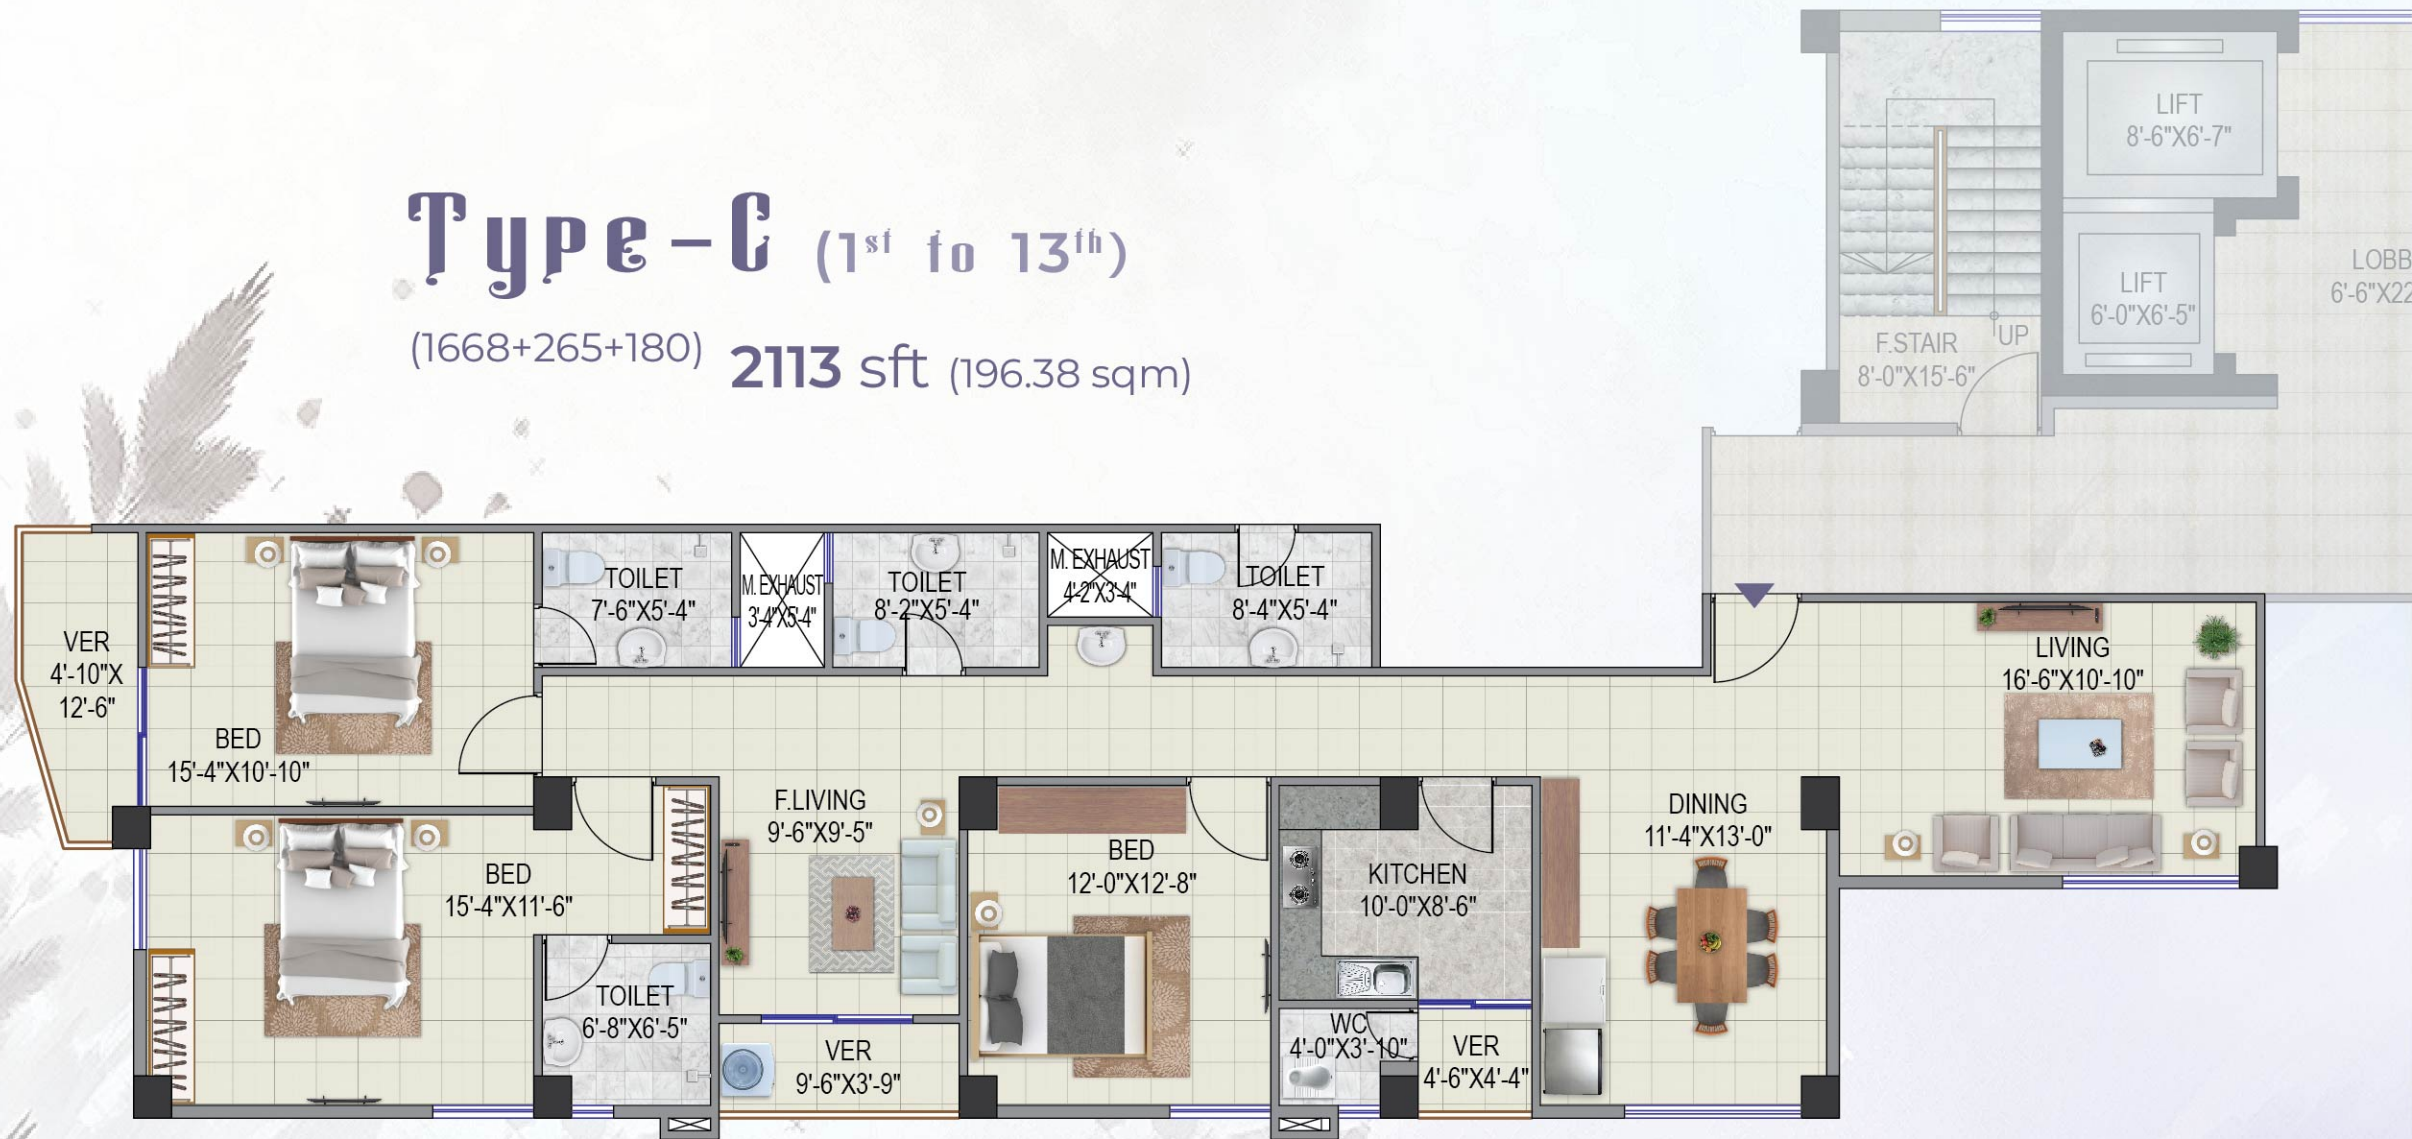 Type-C (1st to 13th)
(1668+265+180) 2113 sft (196.38 sqm)
LIFT
8'-6"X6'-7"
LIFT
6'-0"X6'-5"
LOBB
6'-6"X22
F.STAIR
8'-0"X15'-6"
UP
VER
4'-10"X
12'-6"
BED
15'-4"X10'-10"
TOILET
7'-6"X5'-4"
M. EXHAUST
3'-4"X5'-4"
TOILET
8'-2"X5'-4"
M. EXHAUST
4'-2"X3'-4"
TOILET
8'-4"X5'-4"
LIVING
16'-6"X10'-10"
BED
15'-4"X11'-6"
F.LIVING
9'-6"X9'-5"
BED
12'-0"X12'-8"
KITCHEN
10'-0"X8'-6"
DINING
11'-4"X13'-0"
TOILET
6'-8"X6'-5"
VER
9'-6"X3'-9"
WC
4'-0"X3'-10"
VER
4'-6"X4'-4"